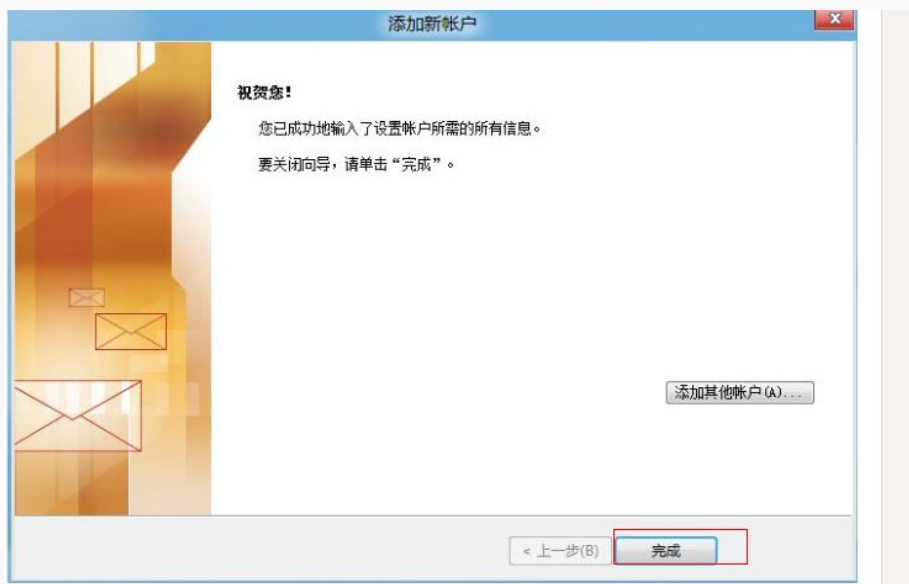 添加新帐户
祝贺您!
您已成功地输入了设置帐户所需的所有信息。
要关闭向导，请单击“完成”。
添加其他帐户(A)...
< 上一步(B)
完成